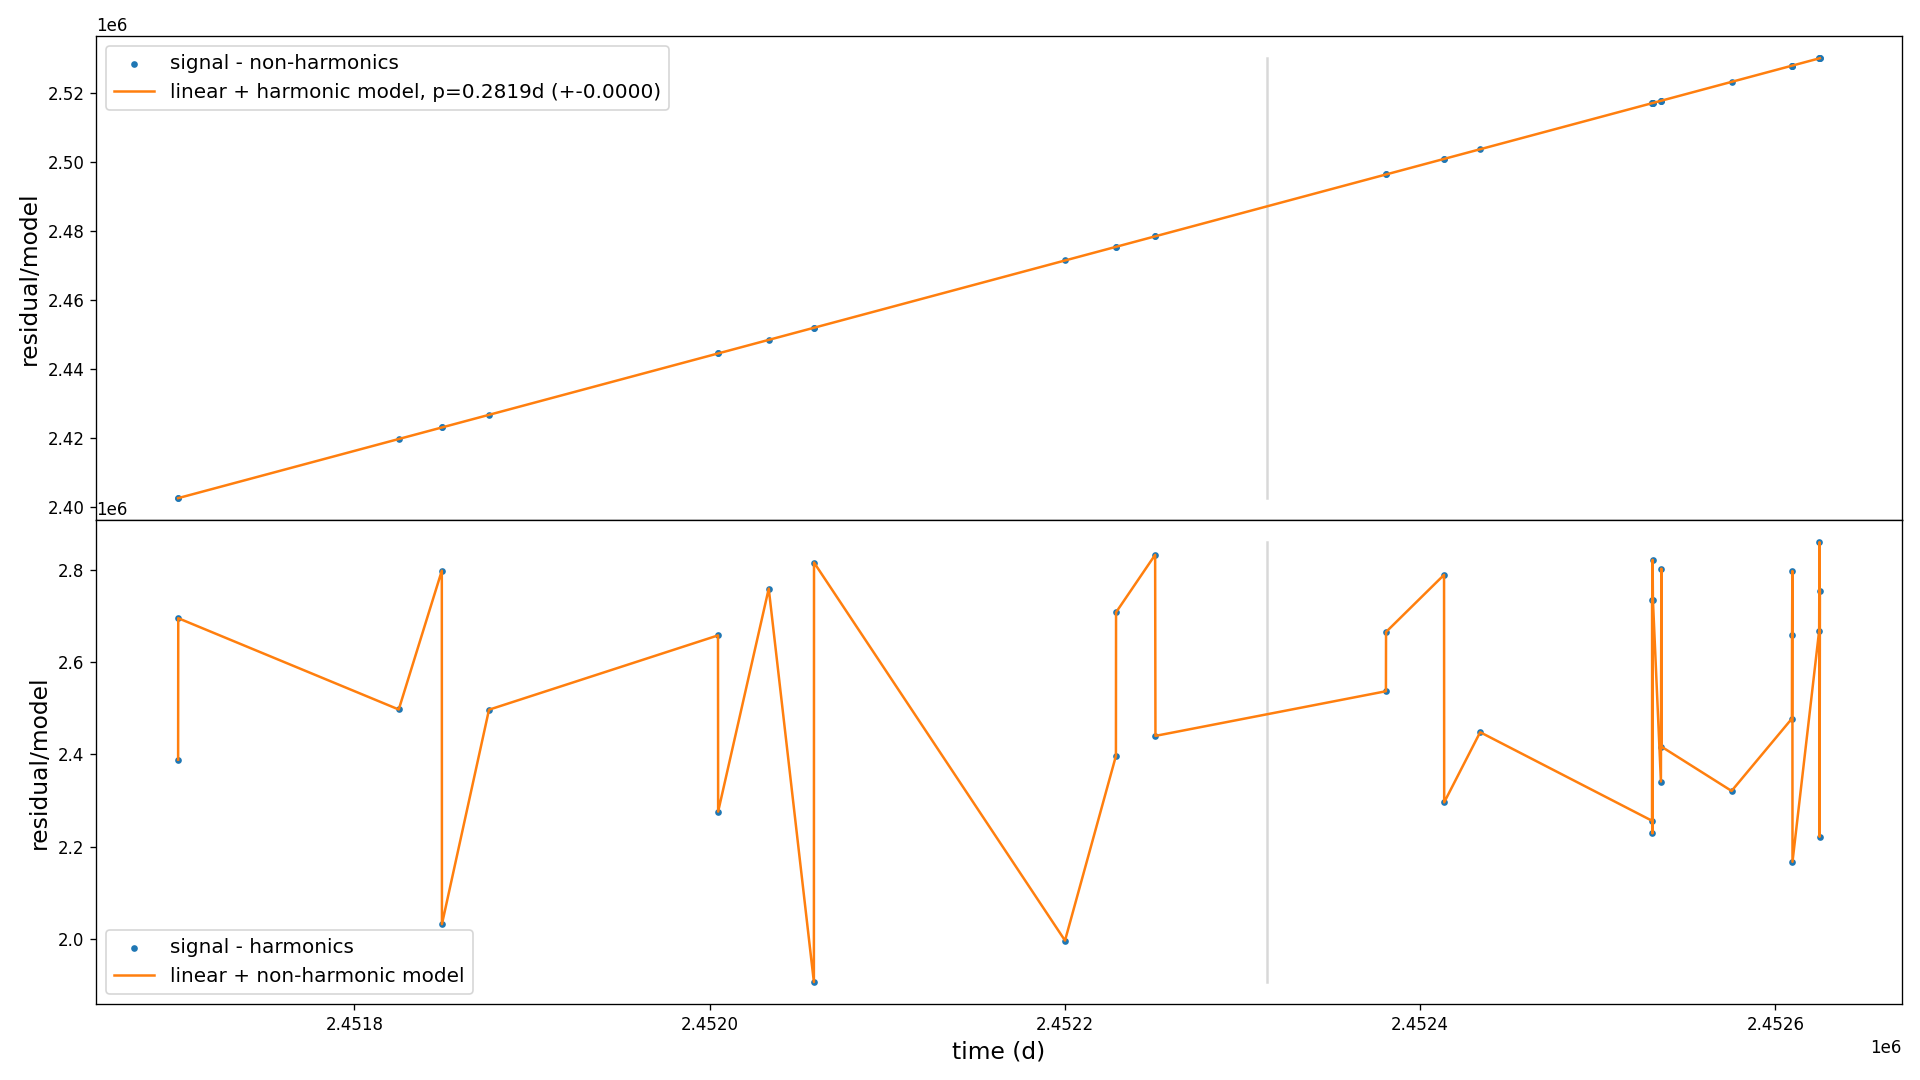 1e6
signal - non-harmonics
linear + harmonic model, p=0.2819d (+-0.0000)
residual/model
2.52
2.50
2.48
2.46
2.44
2.42
2.40
1e6
residual/model
2.8
2.6
2.4
2.2
2.0
signal - harmonics
linear + non-harmonic model
2.4518
2.4520
2.4522
2.4524
2.4526
time (d)
1e6